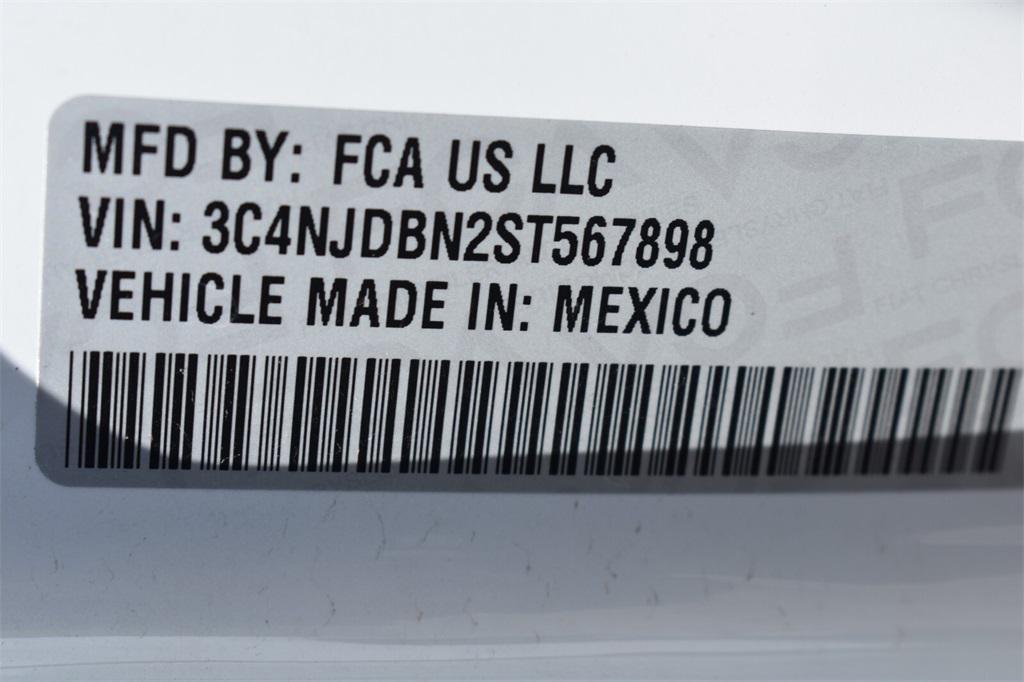 MFD BY: FCA US LLC
VIN: 3C4NJDBN2ST567898
VEHICLE MADE IN: MEXICO